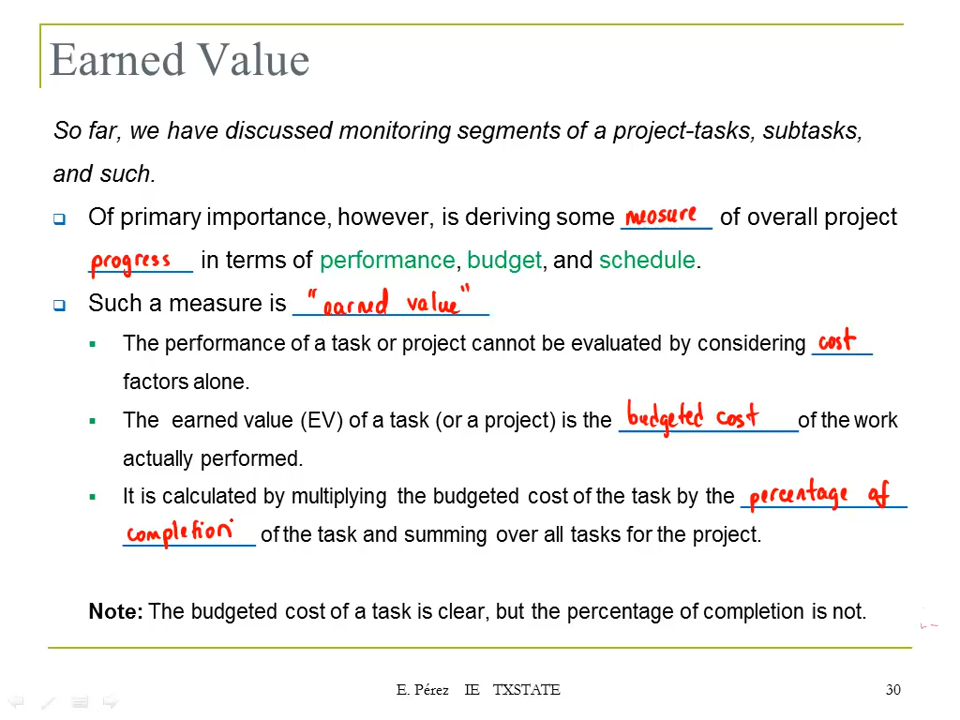 Earned Value
So far, we have discussed monitoring segments of a project-tasks, subtasks,
and such.
Of primary importance, however, is deriving some measure of overall project
progress in terms of performance, budget, and schedule.
Such a measure is "earned value"
The performance of a task or project cannot be evaluated by considering cost
factors alone.
The earned value (EV) of a task (or a project) is the budgeted cost of the work
actually performed.
It is calculated by multiplying the budgeted cost of the task by the percentage of
completion of the task and summing over all tasks for the project.
Note: The budgeted cost of a task is clear, but the percentage of completion is not.
E. Pérez IE TXSTATE 30